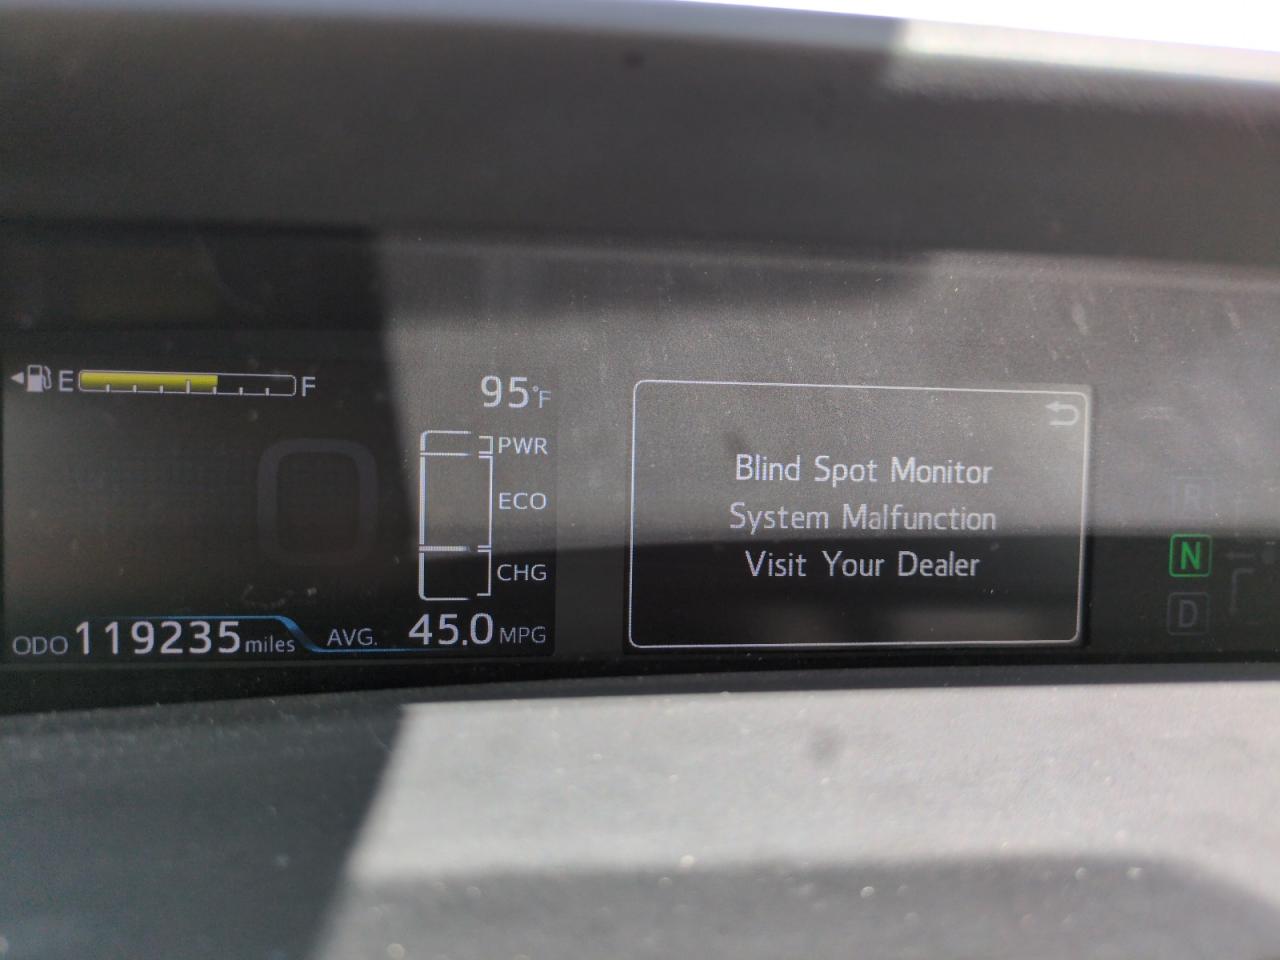 E F
95°F
PWR
ECO
CHG
ODO 119235 miles
AVG. 45.0 MPG
Blind Spot Monitor
System Malfunction
Visit Your Dealer
R
N
D